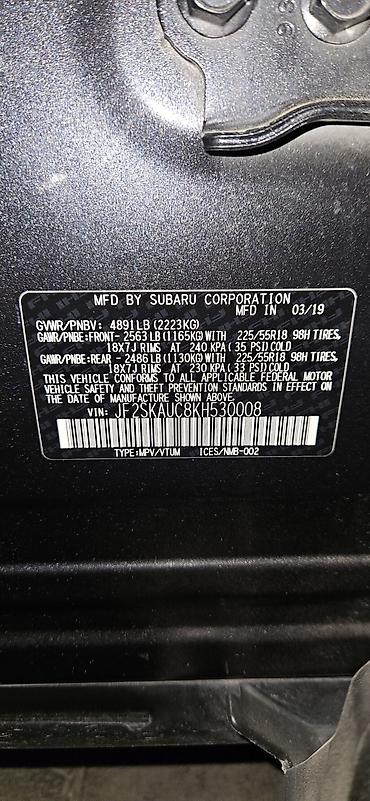 MFD BY SUBARU CORPORATION
MFD IN 03/19
GVWR/PNBV: 4891LB(2223KG)
GAWR/PNBE:FRONT-2563LB(1165KG)WITH 225/55R18 98H TIRES,
18X7J RIMS AT 240 KPA(35 PSI)COLD
GAWR/PNBE:REAR-2486LB(1130KG)WITH 225/55R18 98H TIRES,
18X7J RIMS AT 230 KPA(33 PSI)COLD
THIS VEHICLE CONFORMS TO ALL APPLICABLE FEDERAL MOTOR
VEHICLE SAFETY AND THEFT PREVENTION STANDARDS IN EFFECT ON
THE DATE OF MANUFACTURE SHOWN ABOVE.
VIN: JF2SKAUC8KH530008
TYPE:MPV/VTUM ICES/NMB-002